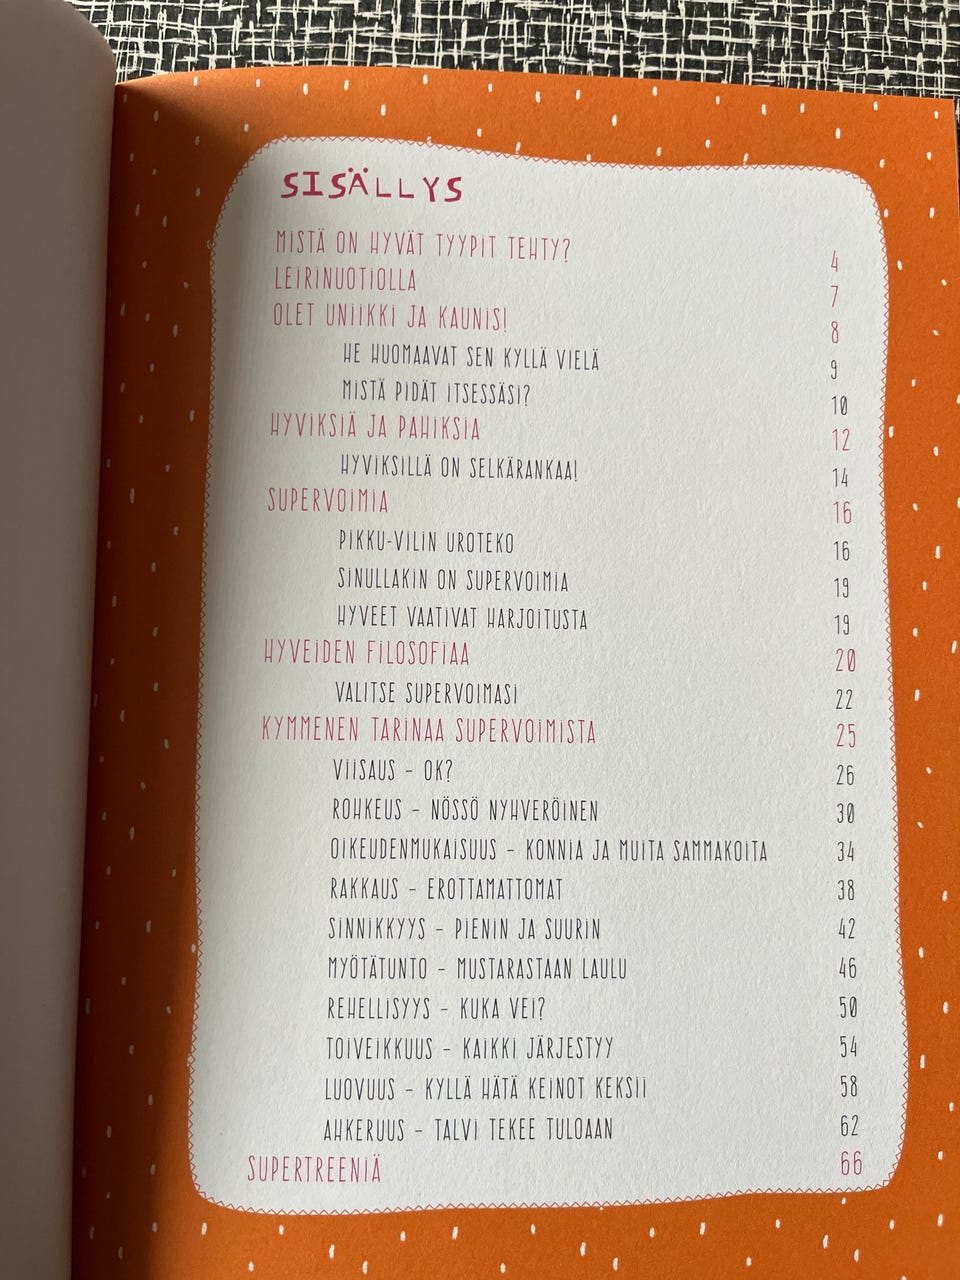 SISÄLLYS
MISTÄ ON HYVÄT TYYPIT TEHTY? 4
LEIRINUOTIOLLA 7
OLET UNIIKKI JA KAUNIS! 8
HE HUOMAAVAT SEN KYLLÄ VIELÄ 9
MISTÄ PIDÄT ITSESSÄSI? 10
HYVIKSIÄ JA PAHIKSIA 12
HYVIKSILLÄ ON SELKÄRANKAA! 14
SUPERVOIMIA 16
PIKKU-VILIN UROTEKO 16
SINULLAKIN ON SUPERVOIMIA 19
HYVEET VAATIVAT HARJOITUSTA 19
HYVEIDEN FILOSOFIAA 20
VALITSE SUPERVOIMASI 22
KYMMENEN TARINAA SUPERVOIMISTA 25
VIISAUS – OK? 26
ROHKEUS – NÖSSÖ NYHVERÖINEN 30
OIKEUDENMUKAISUUS – KONNIA JA MUITA SAMMAKOITA 34
RAKKAUS – EROTTAMATTOMAT 38
SINNIKKYYS – PIENIN JA SUURIN 42
MYÖTÄTUNTO – MUSTARASTAAN LAULU 46
REHELLISYYS – KUKA VEI? 50
TOIVEIKKUUS – KAIKKI JÄRJESTYY 54
LUOVUUS – KYLLÄ HÄTÄ KEINOT KEKSII 58
AHKERUUS – TALVI TEKEE TULOAAN 62
SUPERTREENIÄ 66